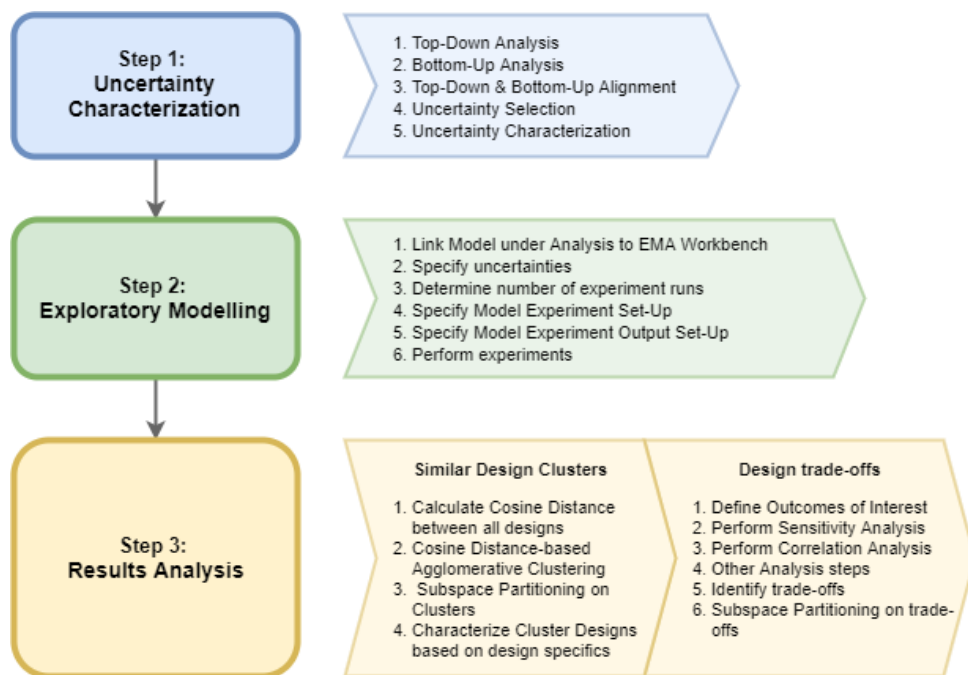 Step 1:
Uncertainty
Characterization
1. Top-Down Analysis
2. Bottom-Up Analysis
3. Top-Down & Bottom-Up Alignment
4. Uncertainty Selection
5. Uncertainty Characterization
Step 2:
Exploratory Modelling
1. Link Model under Analysis to EMA Workbench
2. Specify uncertainties
3. Determine number of experiment runs
4. Specify Model Experiment Set-Up
5. Specify Model Experiment Output Set-Up
6. Perform experiments
Step 3:
Results Analysis
Similar Design Clusters
1. Calculate Cosine Distance
between all designs
2. Cosine Distance-based
Agglomerative Clustering
3. Subspace Partitioning on
Clusters
4. Characterize Cluster Designs
based on design specifics
Design trade-offs
1. Define Outcomes of Interest
2. Perform Sensitivity Analysis
3. Perform Correlation Analysis
4. Other Analysis steps
5. Identify trade-offs
6. Subspace Partitioning on trade-
offs